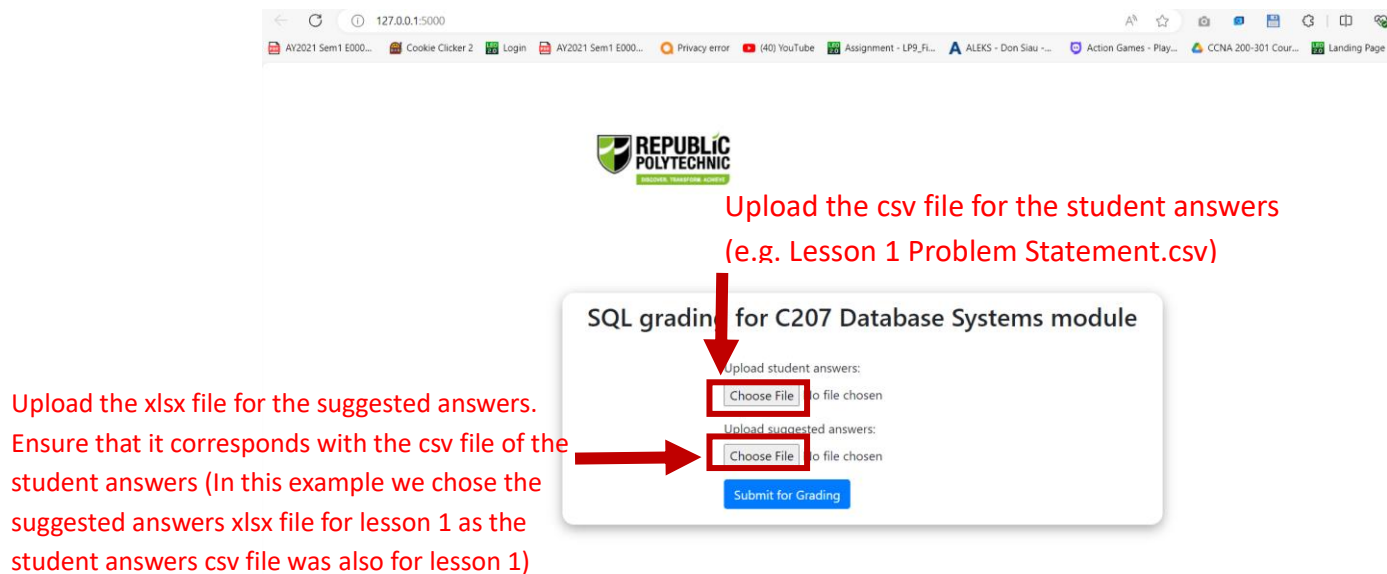 127.0.0.1:5000
AY2021 Sem1 E000... Cookie Clicker 2 Login AY2021 Sem1 E000... Privacy error (40) YouTube Assignment - LP9_Fi... ALEKS - Don Siau -... Action Games - Play... CCNA 200-301 Cour... Landing Page
REPUBLIC
POLYTECHNIC
DISCOVER. TRANSFORM. ACHIEVE
Upload the csv file for the student answers
(e.g. Lesson 1 Problem Statement.csv)
SQL grading for C207 Database Systems module
Upload student answers:
Choose File No file chosen
Upload suggested answers:
Choose File No file chosen
Submit for Grading
Upload the xlsx file for the suggested answers.
Ensure that it corresponds with the csv file of the
student answers (In this example we chose the
suggested answers xlsx file for lesson 1 as the
student answers csv file was also for lesson 1)